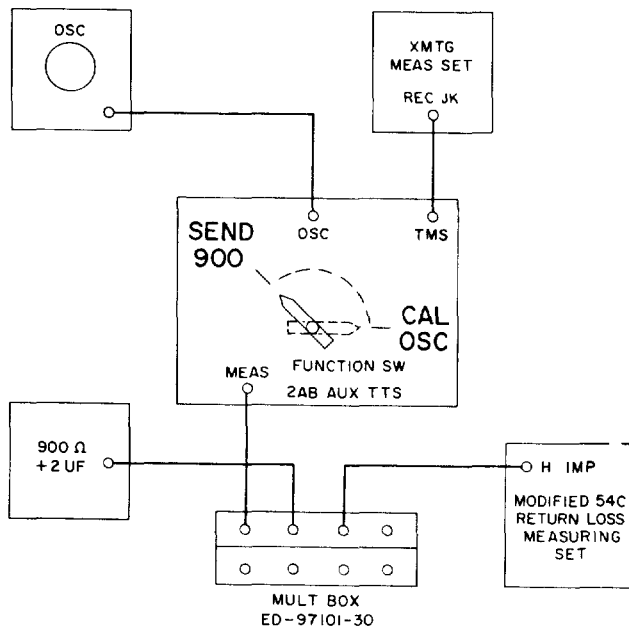 OSC
XMTG
MEAS SET
REC JK
SEND
900
OSC
TMS
CAL
OSC
FUNCTION SW
MEAS
2AB AUX TTS
900 Ω
+2 UF
H IMP
MODIFIED 54C
RETURN LOSS
MEASURING
SET
MULT BOX
ED-97101-30